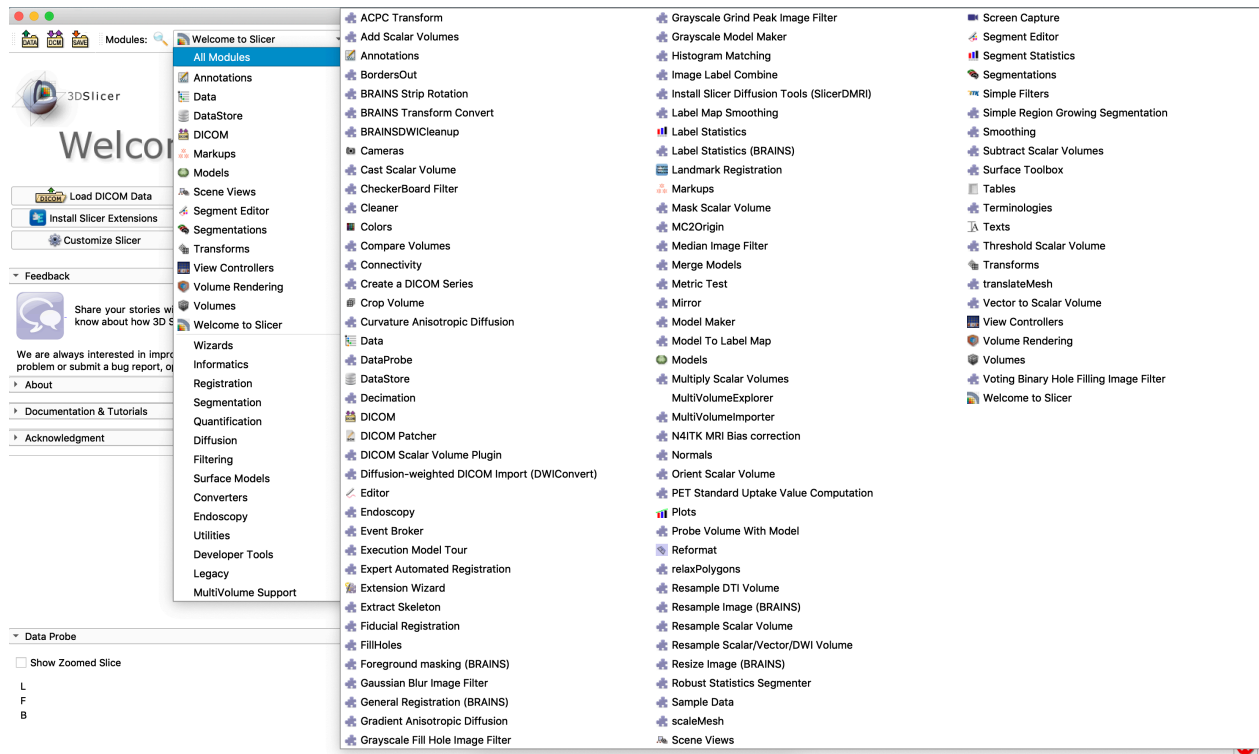 DATA
DCM
SAVE
Modules:
Welcome to Slicer
3DSlicer
Welco
DICOM
Load DICOM Data
Install Slicer Extensions
Customize Slicer
Feedback
Share your stories wi
know about how 3D S
We are always interested in impro
problem or submit a bug report, o
About
Documentation & Tutorials
Acknowledgment
Data Probe
Show Zoomed Slice
L
F
B
All Modules
Annotations
Data
DataStore
DICOM
Markups
Models
Scene Views
Segment Editor
Segmentations
Transforms
View Controllers
Volume Rendering
Volumes
Welcome to Slicer
Wizards
Informatics
Registration
Segmentation
Quantification
Diffusion
Filtering
Surface Models
Converters
Endoscopy
Utilities
Developer Tools
Legacy
MultiVolume Support
ACPC Transform
Add Scalar Volumes
Annotations
BordersOut
BRAINS Strip Rotation
BRAINS Transform Convert
BRAINSDWICleanup
Cameras
Cast Scalar Volume
CheckerBoard Filter
Cleaner
Colors
Compare Volumes
Connectivity
Create a DICOM Series
Crop Volume
Curvature Anisotropic Diffusion
Data
DataProbe
DataStore
Decimation
DICOM
DICOM Patcher
DICOM Scalar Volume Plugin
Diffusion-weighted DICOM Import (DWIConvert)
Editor
Endoscopy
Event Broker
Execution Model Tour
Expert Automated Registration
Extension Wizard
Extract Skeleton
Fiducial Registration
FillHoles
Foreground masking (BRAINS)
Gaussian Blur Image Filter
General Registration (BRAINS)
Gradient Anisotropic Diffusion
Grayscale Fill Hole Image Filter
Grayscale Grind Peak Image Filter
Grayscale Model Maker
Histogram Matching
Image Label Combine
Install Slicer Diffusion Tools (SlicerDMRI)
Label Map Smoothing
Label Statistics
Label Statistics (BRAINS)
Landmark Registration
Markups
Mask Scalar Volume
MC2Origin
Median Image Filter
Merge Models
Metric Test
Mirror
Model Maker
Model To Label Map
Models
Multiply Scalar Volumes
MultiVolumeExplorer
MultiVolumeImporter
N4ITK MRI Bias correction
Normals
Orient Scalar Volume
PET Standard Uptake Value Computation
Plots
Probe Volume With Model
Reformat
relaxPolygons
Resample DTI Volume
Resample Image (BRAINS)
Resample Scalar Volume
Resample Scalar/Vector/DWI Volume
Resize Image (BRAINS)
Robust Statistics Segmenter
Sample Data
scaleMesh
Scene Views
Screen Capture
Segment Editor
Segment Statistics
Segmentations
Simple Filters
Simple Region Growing Segmentation
Smoothing
Subtract Scalar Volumes
Surface Toolbox
Tables
Terminologies
Texts
Threshold Scalar Volume
Transforms
translateMesh
Vector to Scalar Volume
View Controllers
Volume Rendering
Volumes
Voting Binary Hole Filling Image Filter
Welcome to Slicer